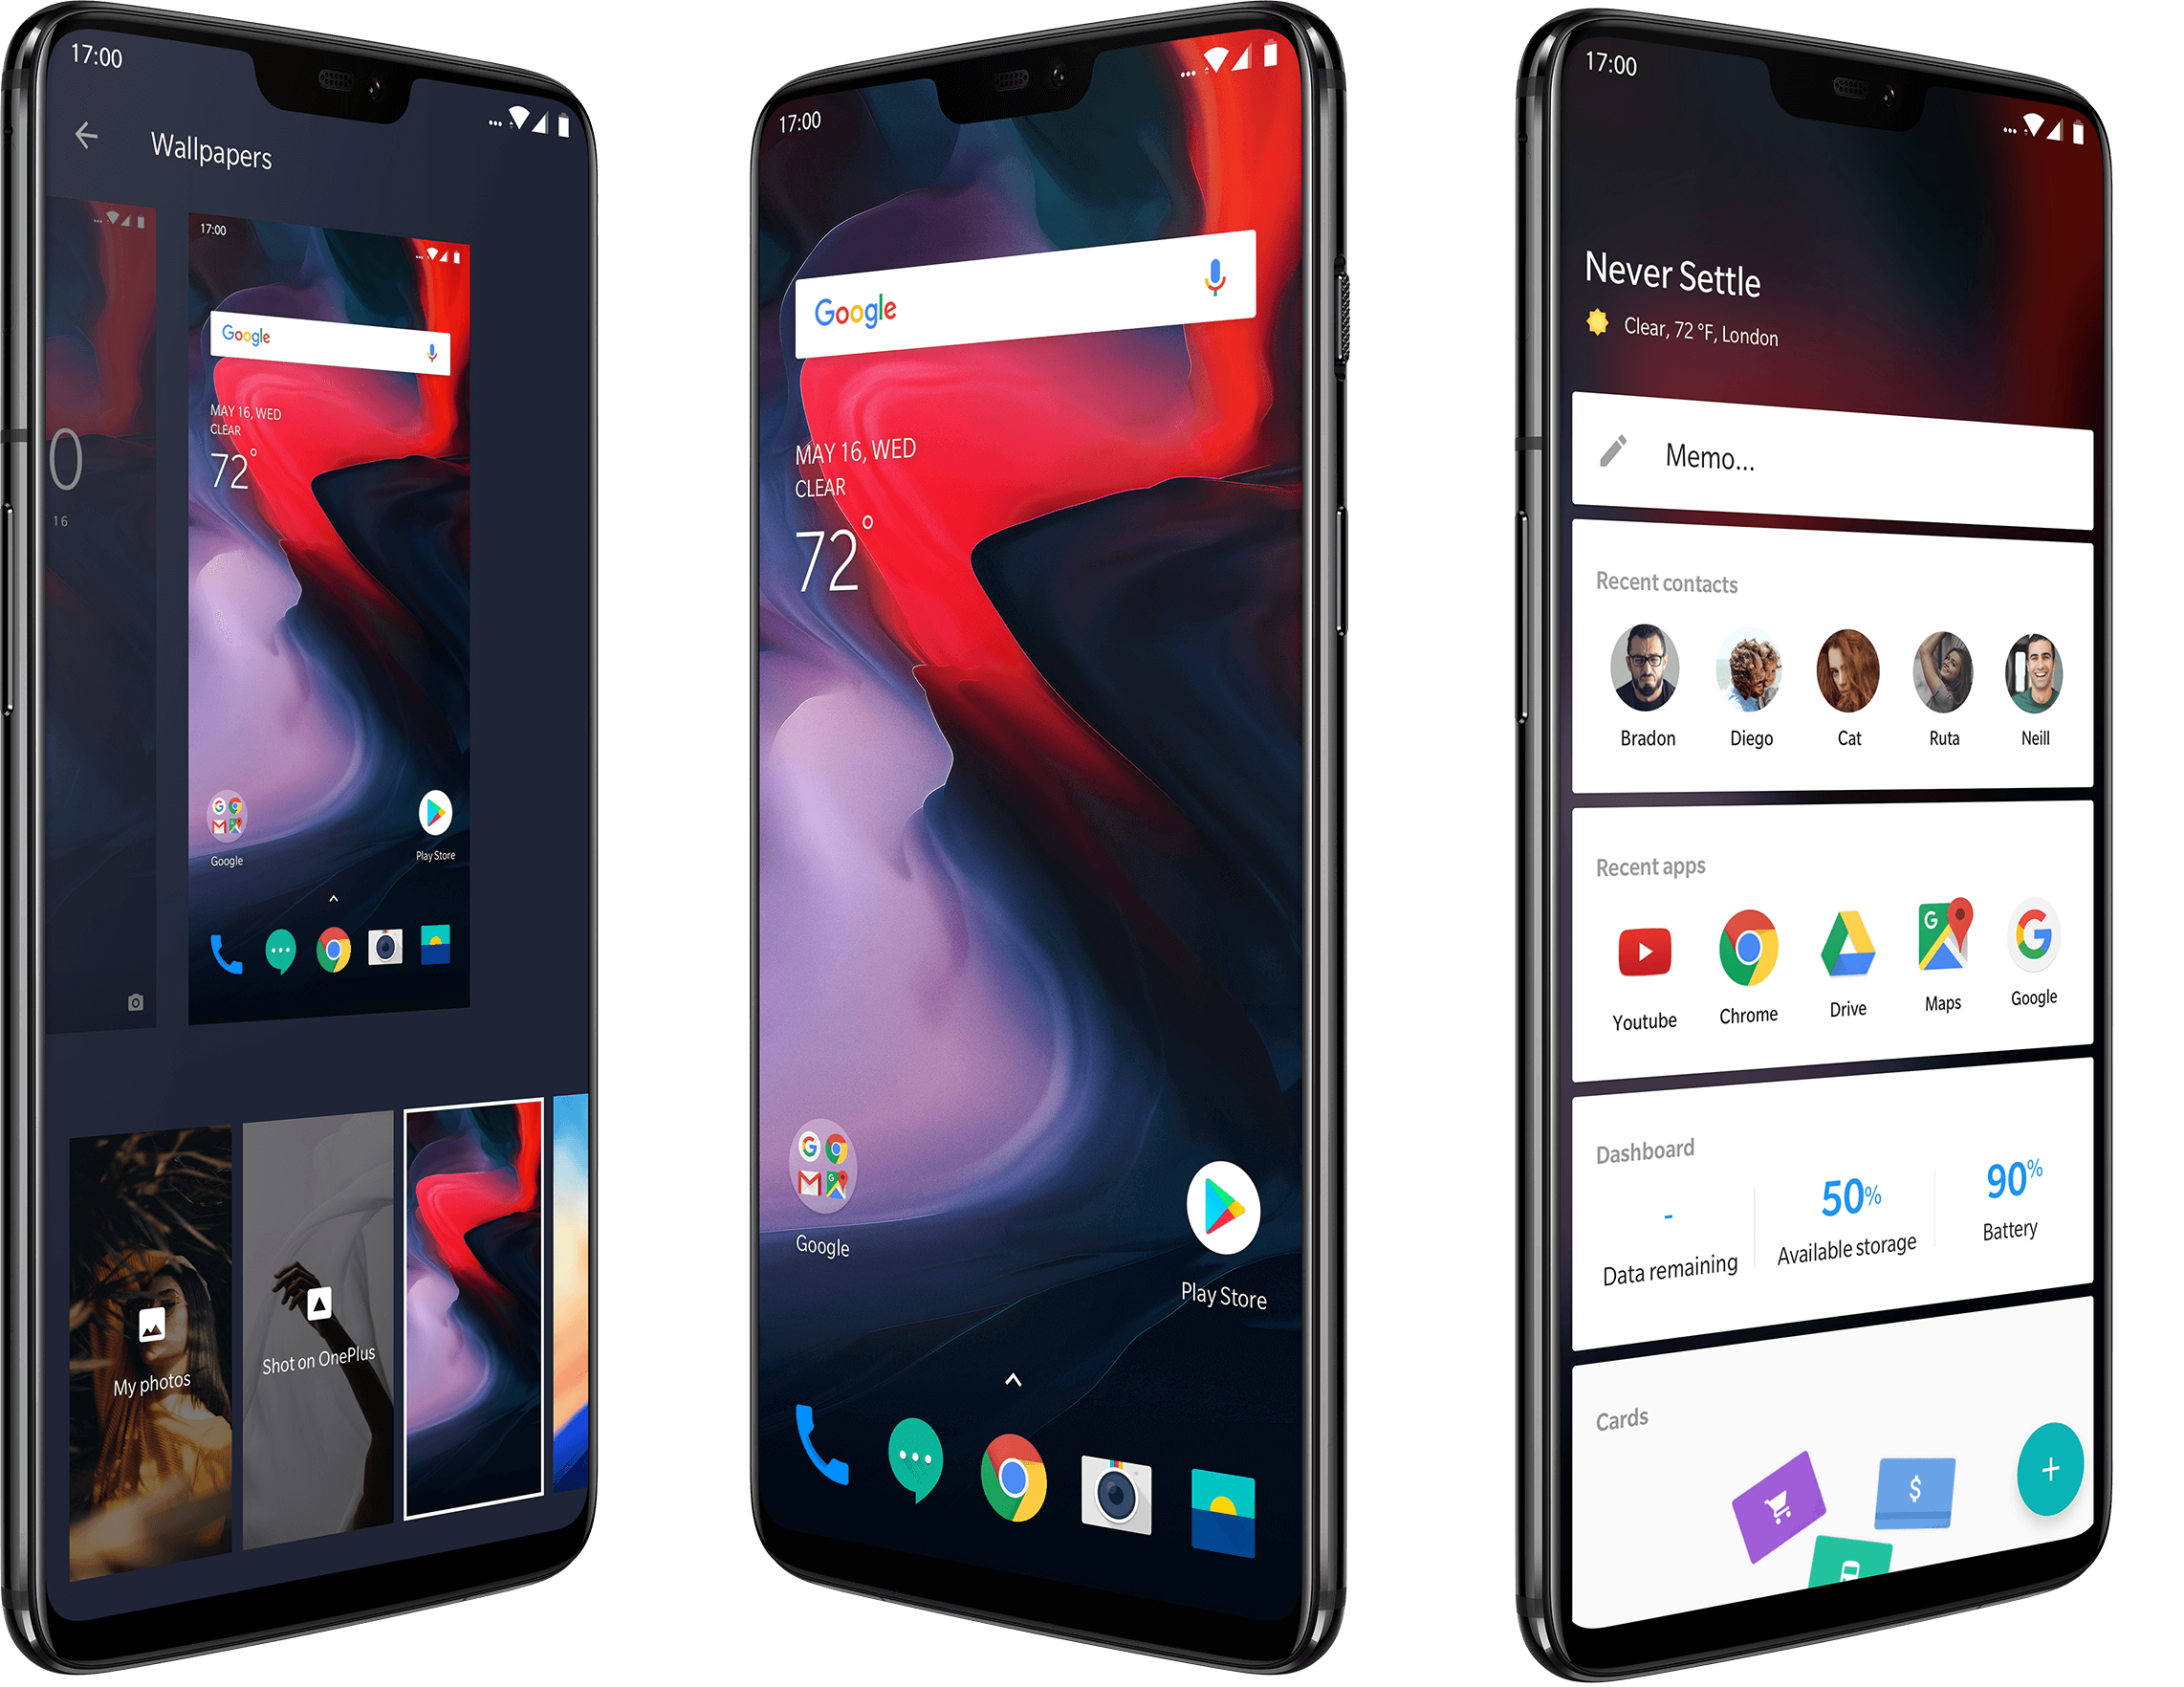 17:00
Wallpapers
0
16
17:00
Google
MAY 16, WED
CLEAR
72°
Google
Play Store
My photos
Shot on OnePlus
17:00
Google
MAY 16, WED
CLEAR
72°
Google
Play Store
17:00
Never Settle
Clear, 72 °F, London
Memo...
Recent contacts
Bradon Diego Cat Ruta Neill
Recent apps
Youtube Chrome Drive Maps Google
Dashboard
- 50% 90%
Data remaining Available storage Battery
Cards